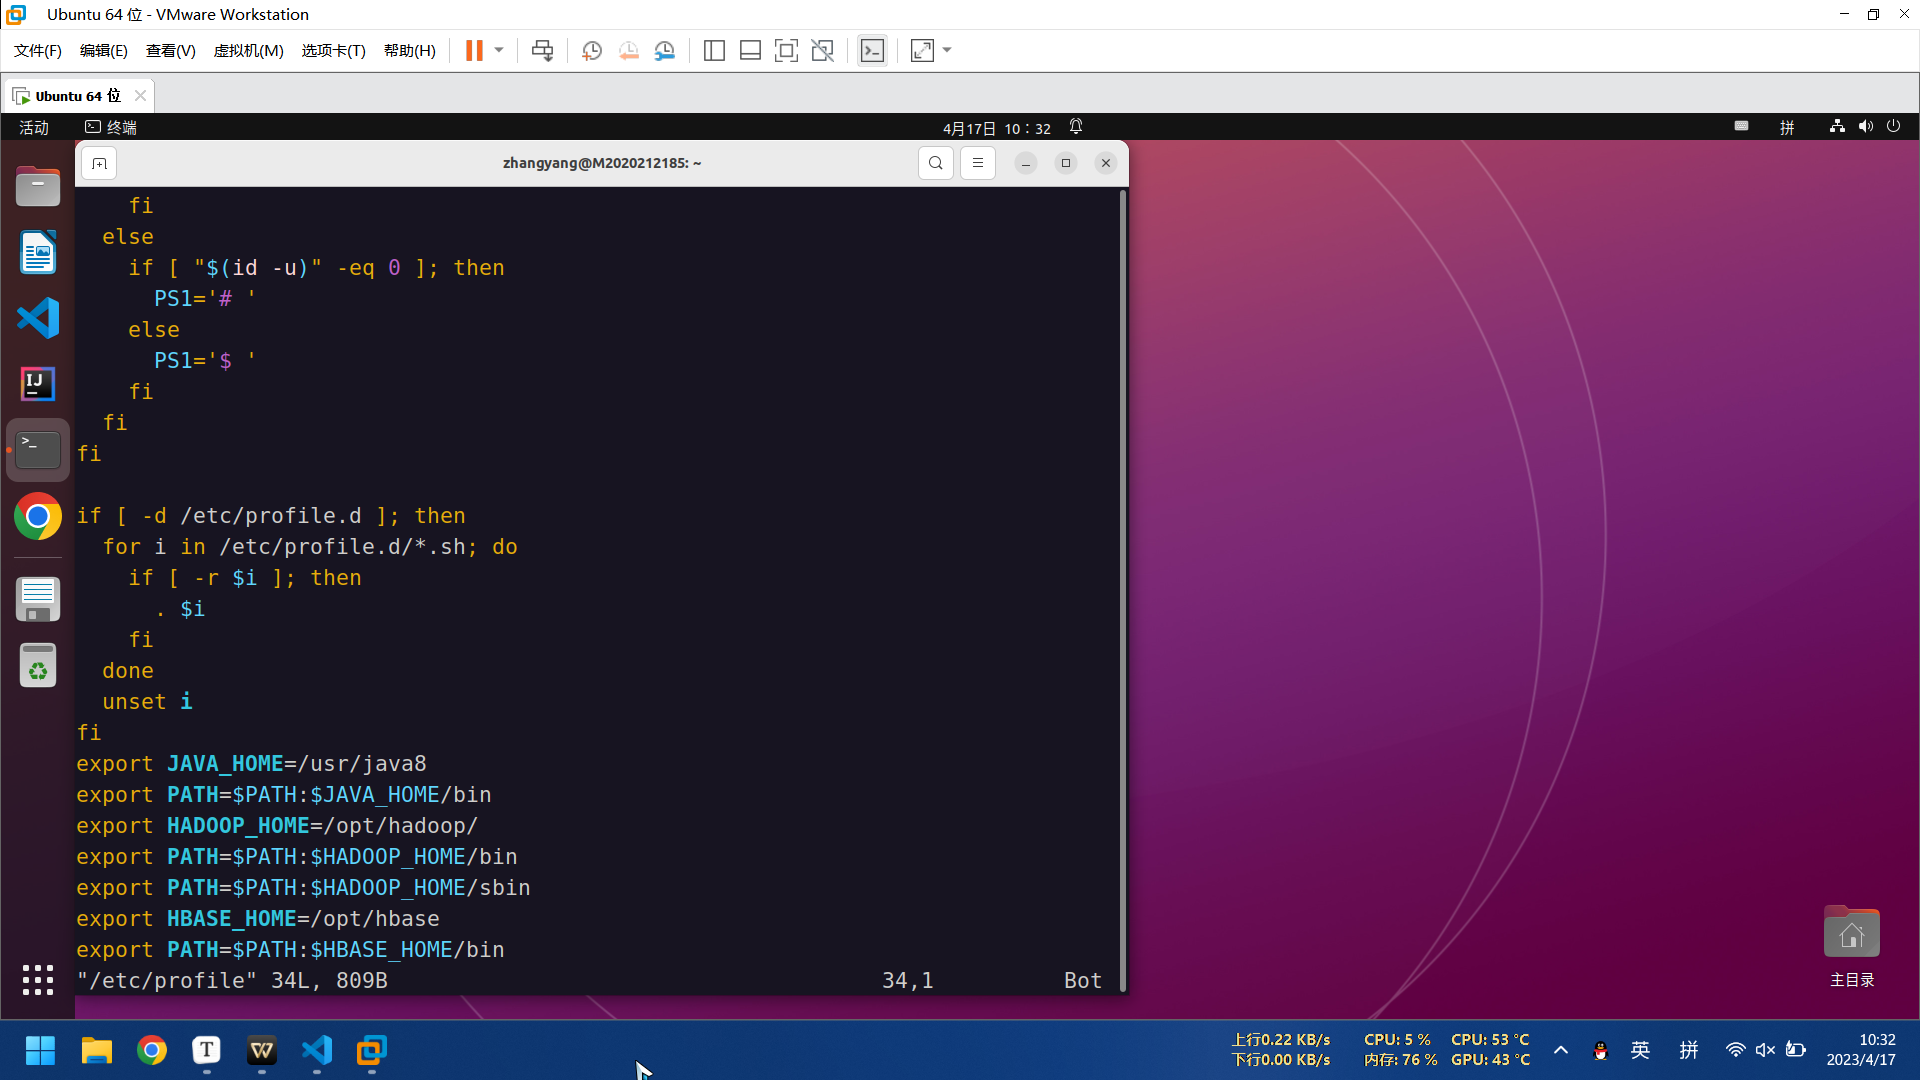 Ubuntu 64 位 - VMware Workstation
文件(F) 编辑(E) 查看(V) 虚拟机(M) 选项卡(T) 帮助(H)
Ubuntu 64 位
活动 终端 4月17日 10：32 拼
zhangyang@M2020212185: ~
    fi
  else
    if [ "$(id -u)" -eq 0 ]; then
      PS1='# '
    else
      PS1='$ '
    fi
  fi
fi

if [ -d /etc/profile.d ]; then
  for i in /etc/profile.d/*.sh; do
    if [ -r $i ]; then
      . $i
    fi
  done
  unset i
fi
export JAVA_HOME=/usr/java8
export PATH=$PATH:$JAVA_HOME/bin
export HADOOP_HOME=/opt/hadoop/
export PATH=$PATH:$HADOOP_HOME/bin
export PATH=$PATH:$HADOOP_HOME/sbin
export HBASE_HOME=/opt/hbase
export PATH=$PATH:$HBASE_HOME/bin
"/etc/profile" 34L, 809B 34,1 Bot
主目录
上行0.22 KB/s CPU: 5 % CPU: 53 °C
下行0.00 KB/s 内存: 76 % GPU: 43 °C
英 拼
10:32
2023/4/17